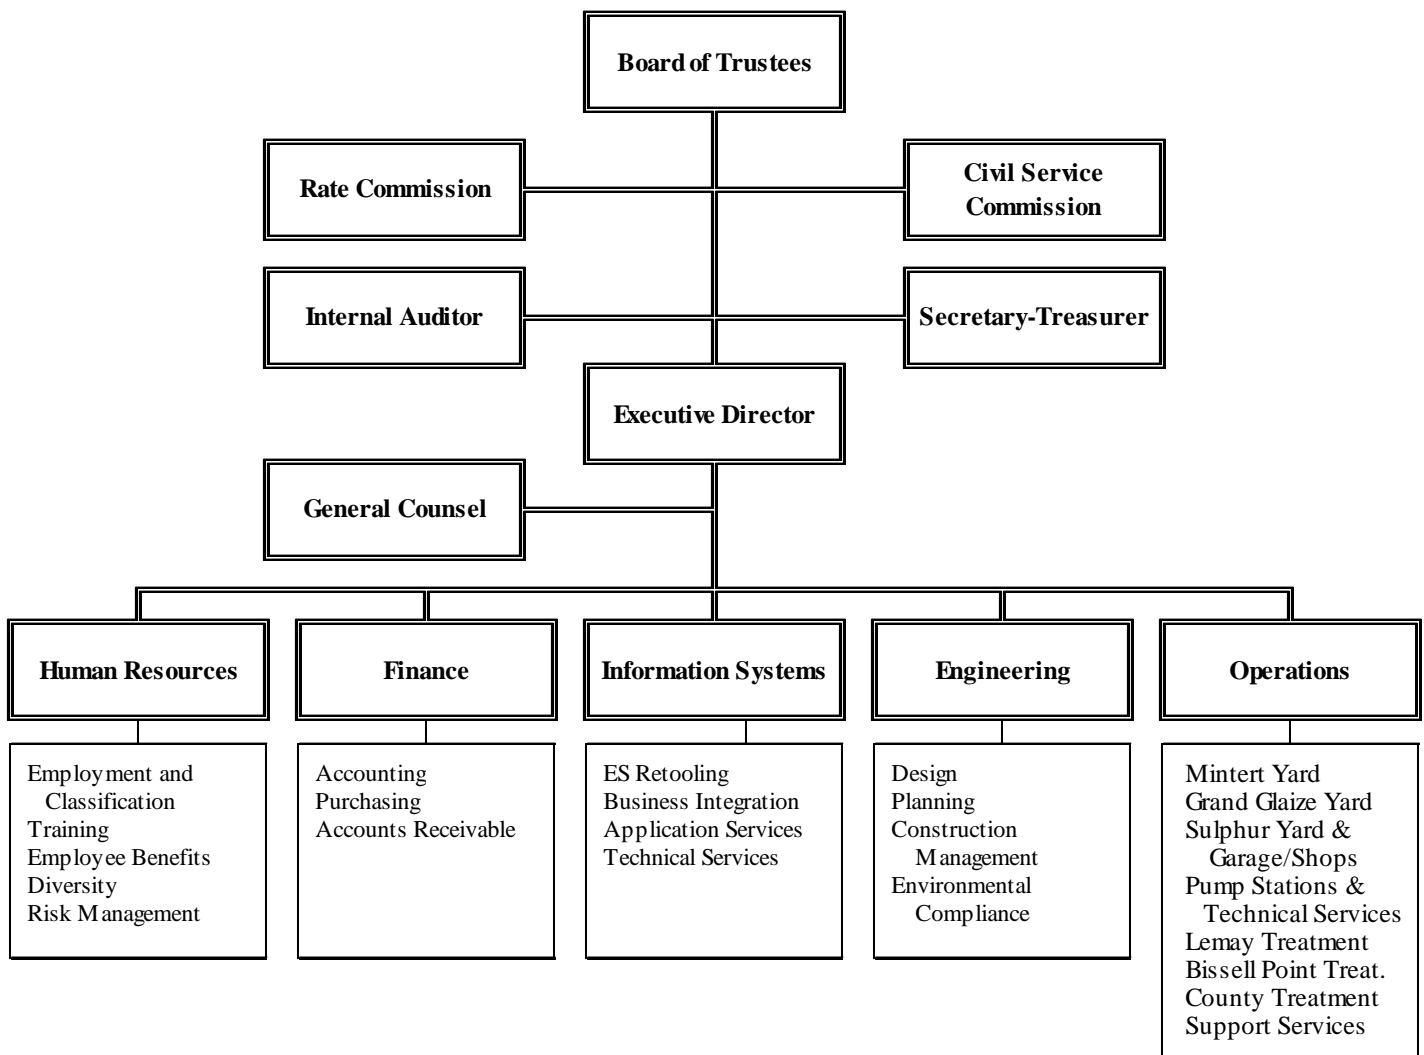 Board of Trustees
Rate Commission
Civil Service
Commission
Internal Auditor
Secretary-Treasurer
Executive Director
General Counsel
Human Resources
Finance
Information Systems
Engineering
Operations
Employment and
Classification
Training
Employee Benefits
Diversity
Risk Management
Accounting
Purchasing
Accounts Receivable
ES Retooling
Business Integration
Application Services
Technical Services
Design
Planning
Construction
Management
Environmental
Compliance
Mintert Yard
Grand Glaize Yard
Sulphur Yard &
Garage/Shops
Pump Stations &
Technical Services
Lemay Treatment
Bissell Point Treat.
County Treatment
Support Services